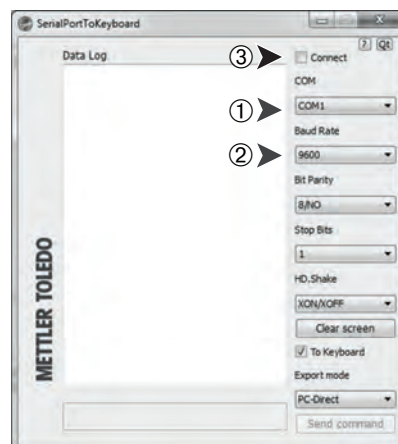 SerialPortToKeyboard
? Qt
Data Log
③
Connect
COM
①
COM1
Baud Rate
②
9600
Bit Parity
8/NO
Stop Bits
1
HD.Shake
XON/XOFF
Clear screen
To Keyboard
Export mode
PC-Direct
Send command
METTLER TOLEDO